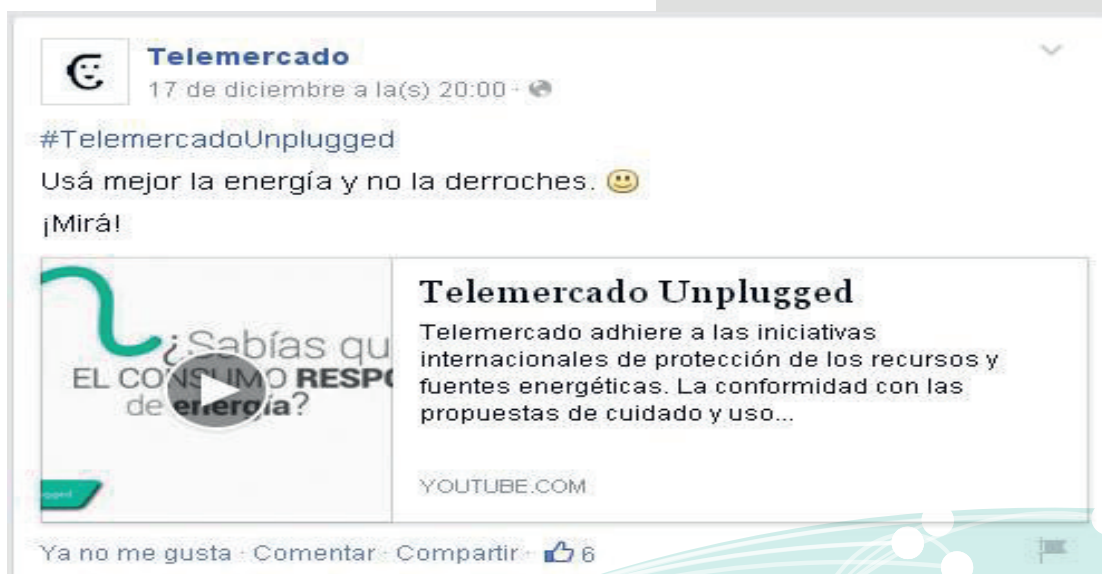 Telemercado
17 de diciembre a la(s) 20:00 ·
#TelemercadoUnplugged
Usá mejor la energía y no la derroches.
¡Mirá!
¿Sabías qu
EL CONSUMO RESPO
de energía?
Telemercado Unplugged
Telemercado adhiere a las iniciativas
internacionales de protección de los recursos y
fuentes energéticas. La conformidad con las
propuestas de cuidado y uso...
YOUTUBE.COM
Ya no me gusta · Comentar · Compartir · 6